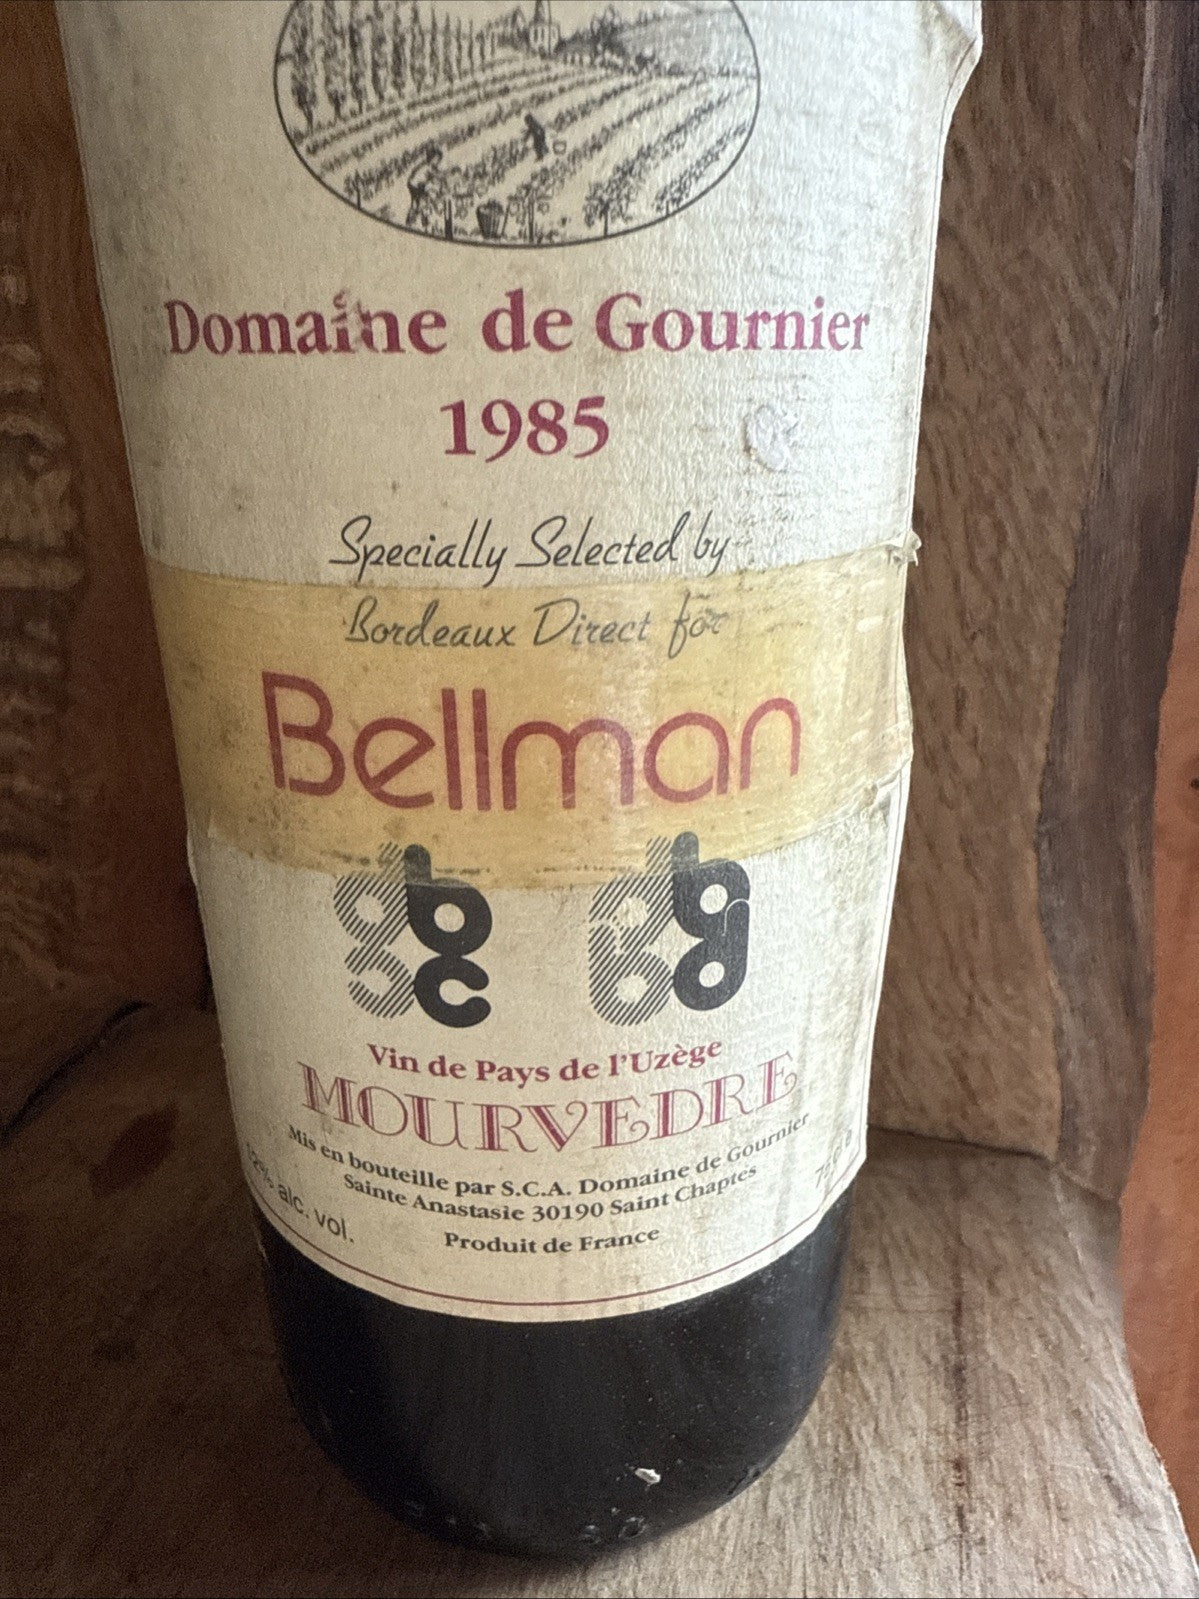 Domaine de Gournier
1985
Specially Selected by
Bordeaux Direct for
Bellman
Vin de Pays de l'Uzège
MOURVEDRE
Mis en bouteille par S.C.A. Domaine de Gournier
Sainte Anastasie 30190 Saint Chaptes
alc. vol.
Produit de France